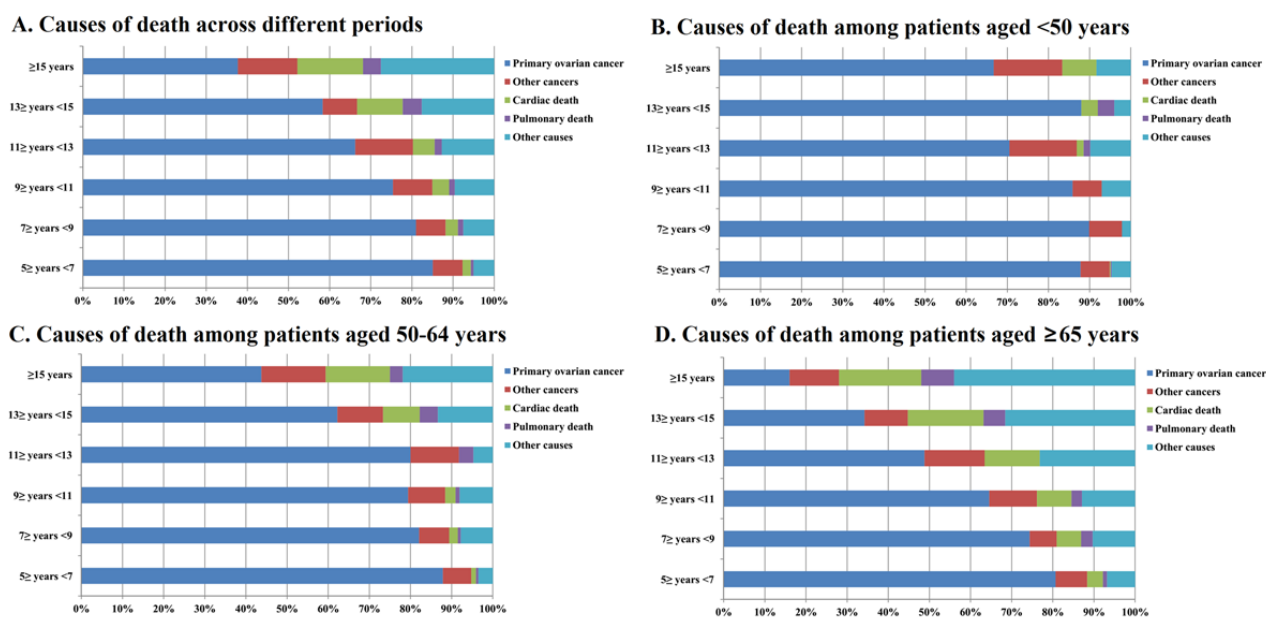 A. Causes of death across different periods
≥15 years
13≥ years <15
11≥ years <13
9≥ years <11
7≥ years <9
5≥ years <7
0% 10% 20% 30% 40% 50% 60% 70% 80% 90% 100%
Primary ovarian cancer
Other cancers
Cardiac death
Pulmonary death
Other causes
B. Causes of death among patients aged <50 years
≥15 years
13≥ years <15
11≥ years <13
9≥ years <11
7≥ years <9
5≥ years <7
0% 10% 20% 30% 40% 50% 60% 70% 80% 90% 100%
Primary ovarian cancer
Other cancers
Cardiac death
Pulmonary death
Other causes
C. Causes of death among patients aged 50-64 years
≥15 years
13≥ years <15
11≥ years <13
9≥ years <11
7≥ years <9
5≥ years <7
0% 10% 20% 30% 40% 50% 60% 70% 80% 90% 100%
Primary ovarian cancer
Other cancers
Cardiac death
Pulmonary death
Other causes
D. Causes of death among patients aged ≥65 years
≥15 years
13≥ years <15
11≥ years <13
9≥ years <11
7≥ years <9
5≥ years <7
0% 10% 20% 30% 40% 50% 60% 70% 80% 90% 100%
Primary ovarian cancer
Other cancers
Cardiac death
Pulmonary death
Other causes